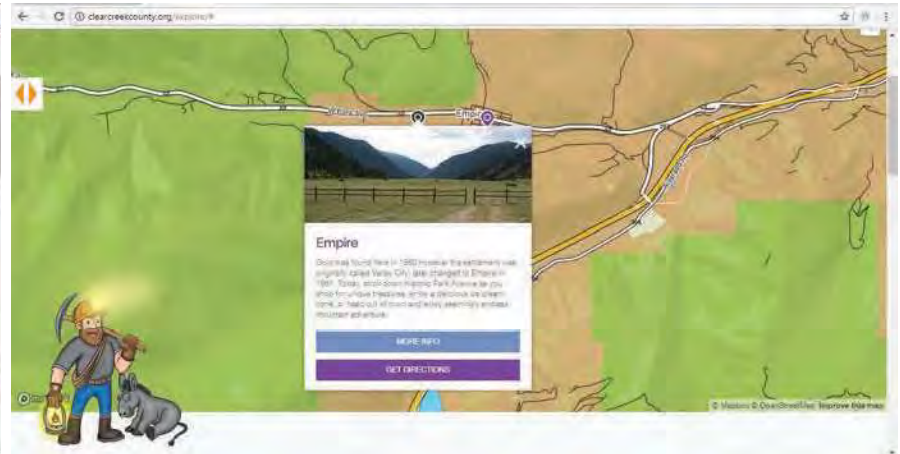 clearcreekcounty.org/explore/#
Empire
Empire
Gold was found here in 1860 however the settlement was
originally called Valley City, later changed to Empire in
1861. Today, stroll down historic Park Avenue as you
shop for unique treasures, enjoy a delicious ice cream
cone, or head out of town and enjoy seemingly endless
mountain adventure.
MORE INFO
GET DIRECTIONS
© Mapbox © OpenStreetMap Improve this map